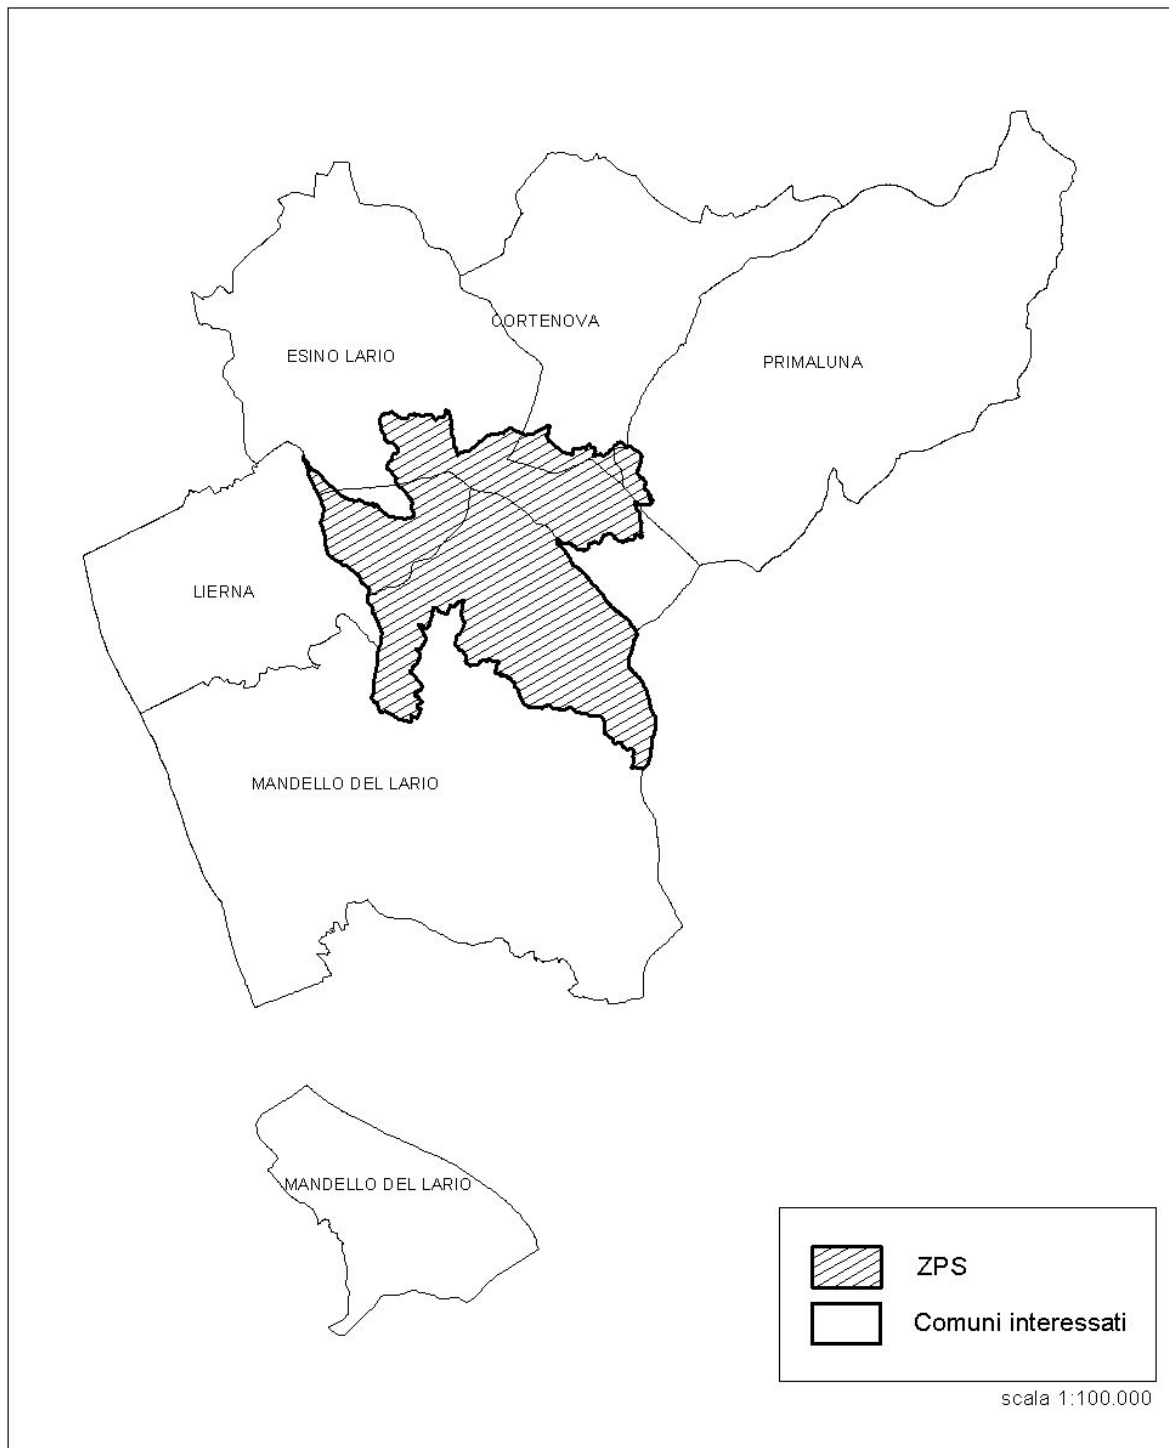 CORTENOVA
ESINO LARIO
PRIMALUNA
LIERNA
MANDELLO DEL LARIO
MANDELLO DEL LARIO
ZPS
Comuni interessati
scala 1:100.000